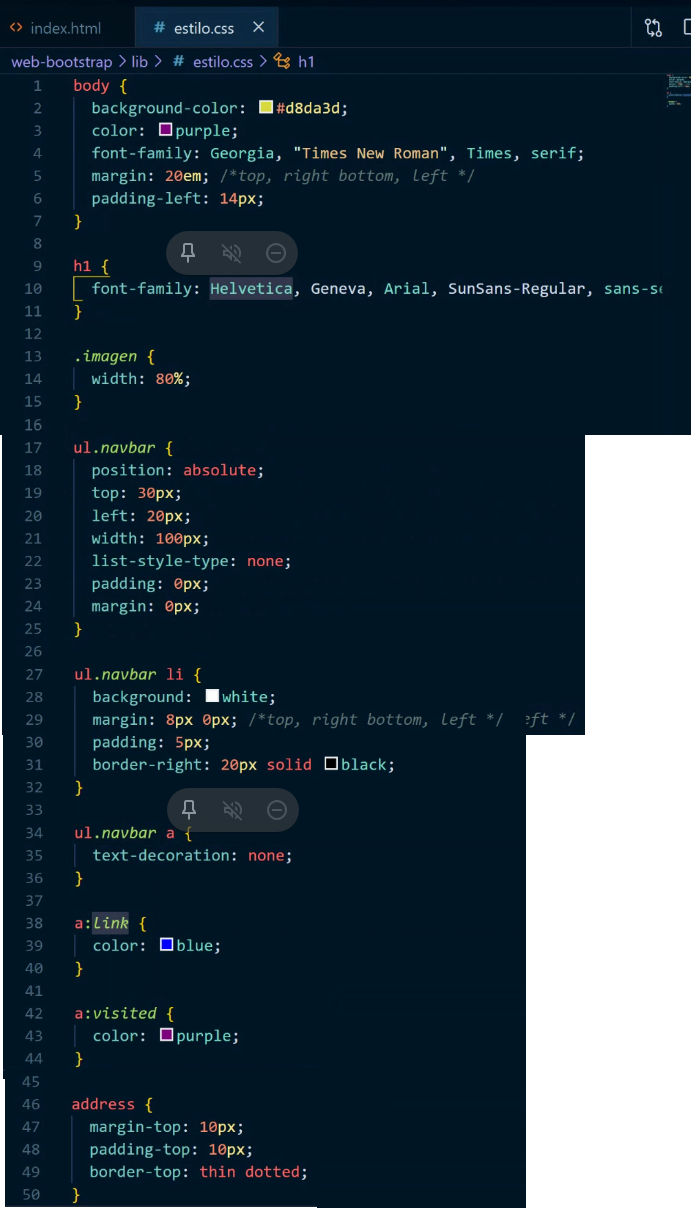 index.html
estilo.css
web-bootstrap > lib > # estilo.css > h1
1 body {
2 background-color: #d8da3d;
3 color: purple;
4 font-family: Georgia, "Times New Roman", Times, serif;
5 margin: 20em; /*top, right bottom, left */
6 padding-left: 14px;
7 }
8
9 h1 {
10 font-family: Helvetica, Geneva, Arial, SunSans-Regular, sans-se
11 }
12
13 .imagen {
14 width: 80%;
15 }
16
17 ul.navbar {
18 position: absolute;
19 top: 30px;
20 left: 20px;
21 width: 100px;
22 list-style-type: none;
23 padding: 0px;
24 margin: 0px;
25 }
26
27 ul.navbar li {
28 background: white;
29 margin: 8px 0px; /*top, right bottom, left */ eft */
30 padding: 5px;
31 border-right: 20px solid black;
32 }
33
34 ul.navbar a {
35 text-decoration: none;
36 }
37
38 a:link {
39 color: blue;
40 }
41
42 a:visited {
43 color: purple;
44 }
45
46 address {
47 margin-top: 10px;
48 padding-top: 10px;
49 border-top: thin dotted;
50 }